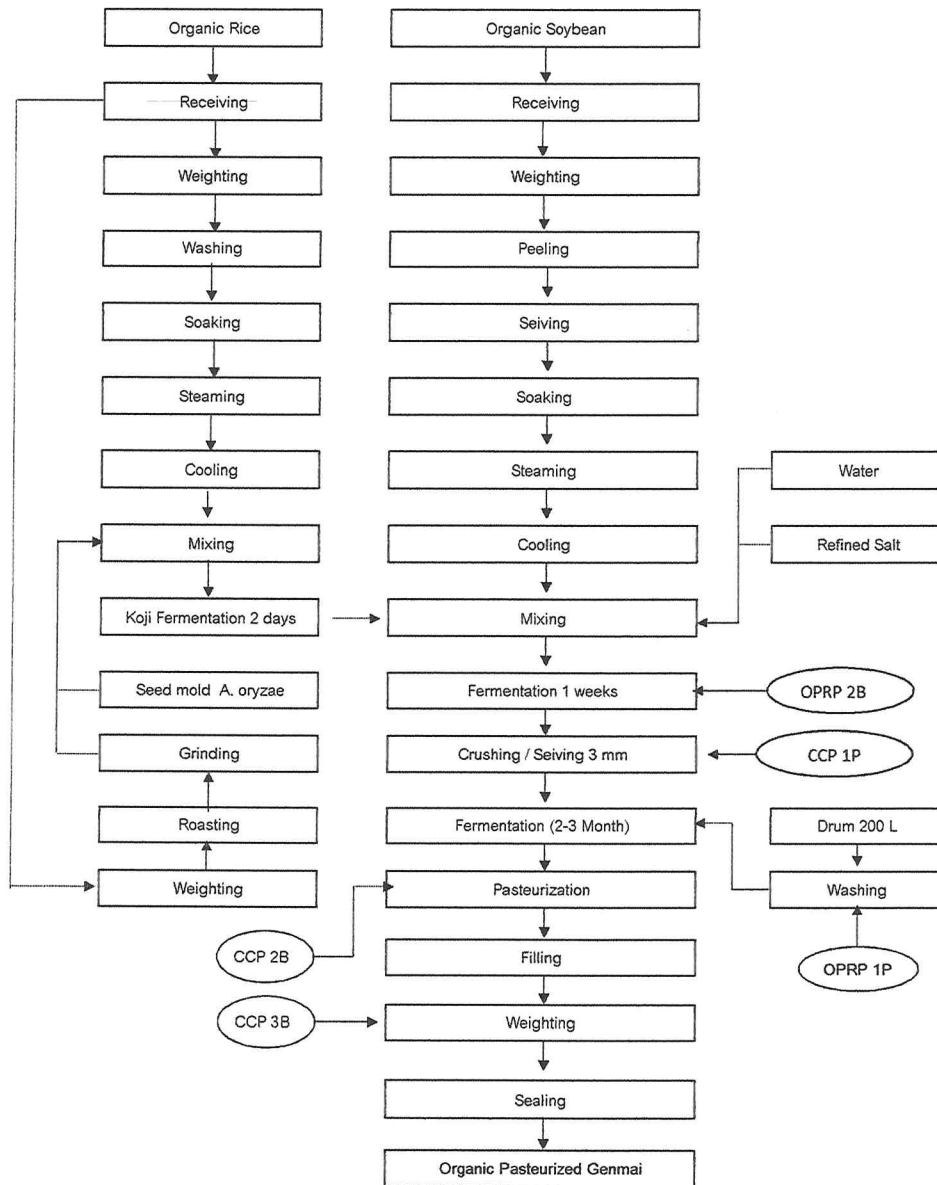 Organic Rice
Receiving
Weighting
Washing
Soaking
Steaming
Cooling
Mixing
Koji Fermentation 2 days
Seed mold A. oryzae
Grinding
Roasting
Weighting
Organic Soybean
Receiving
Weighting
Peeling
Seiving
Soaking
Steaming
Cooling
Mixing
Fermentation 1 weeks
Crushing / Seiving 3 mm
Fermentation (2-3 Month)
Pasteurization
Filling
Weighting
Sealing
Organic Pasteurized Genmai
Water
Refined Salt
OPRP 2B
CCP 1P
Drum 200 L
Washing
OPRP 1P
CCP 2B
CCP 3B